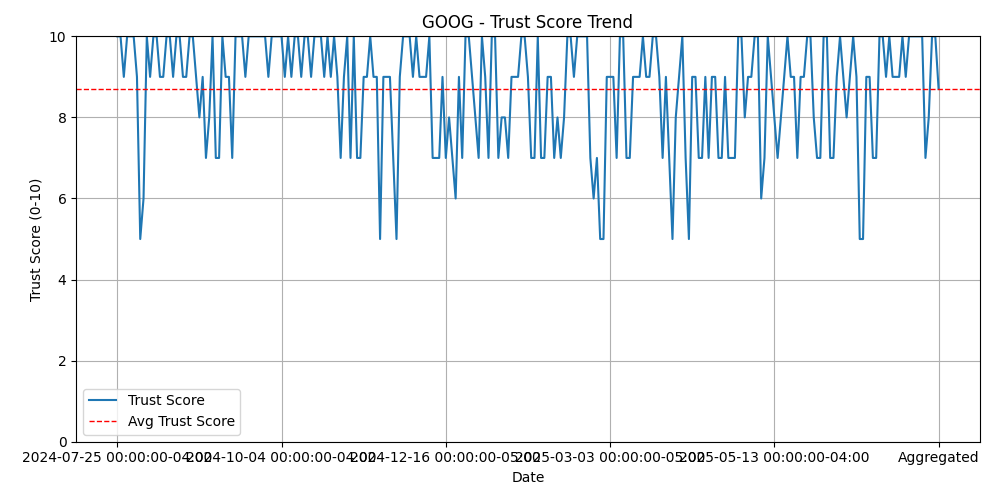 GOOG - Trust Score Trend
Trust Score (0-10)
10
8
6
4
2
0
Trust Score
Avg Trust Score
2024-07-25 00:00:00-04:00
2024-10-04 00:00:00-04:00
2024-12-16 00:00:00-05:00
2025-03-03 00:00:00-05:00
2025-05-13 00:00:00-04:00
Aggregated
Date